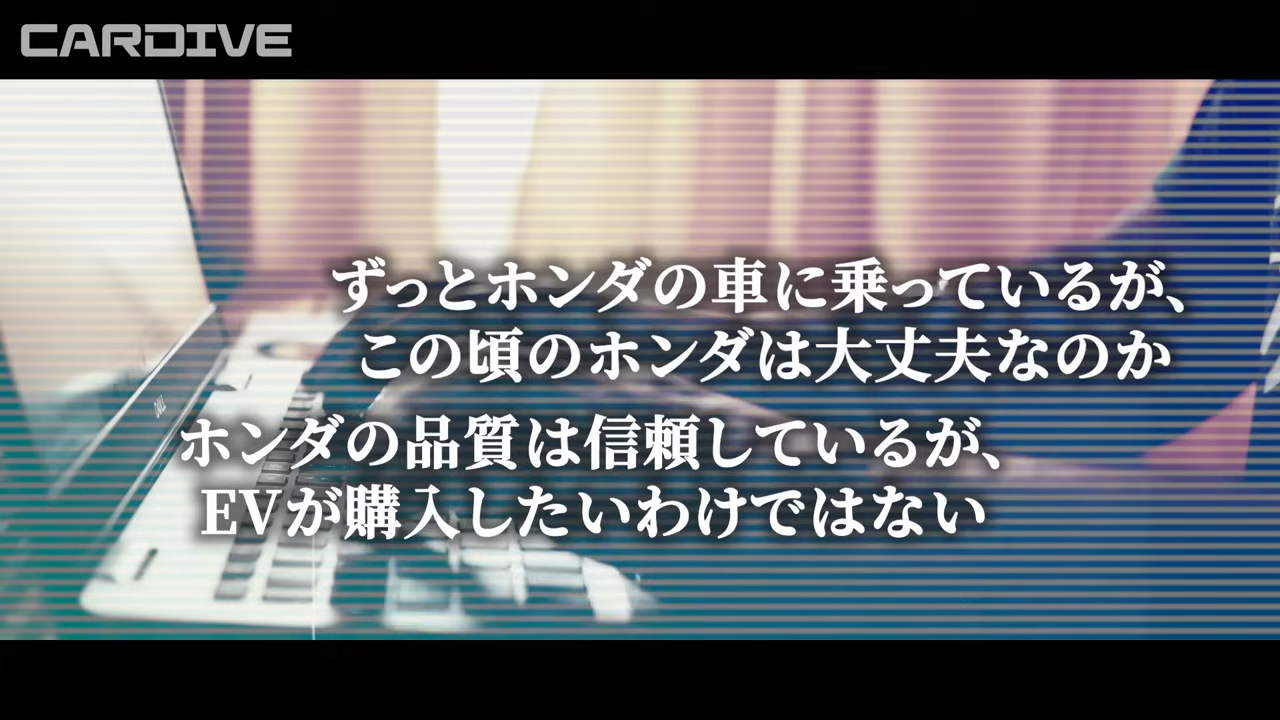 CARDIVE
ずっとホンダの車に乗っているが、
この頃のホンダは大丈夫なのか
ホンダの品質は信頼しているが、
EVが購入したいわけではない
DELL